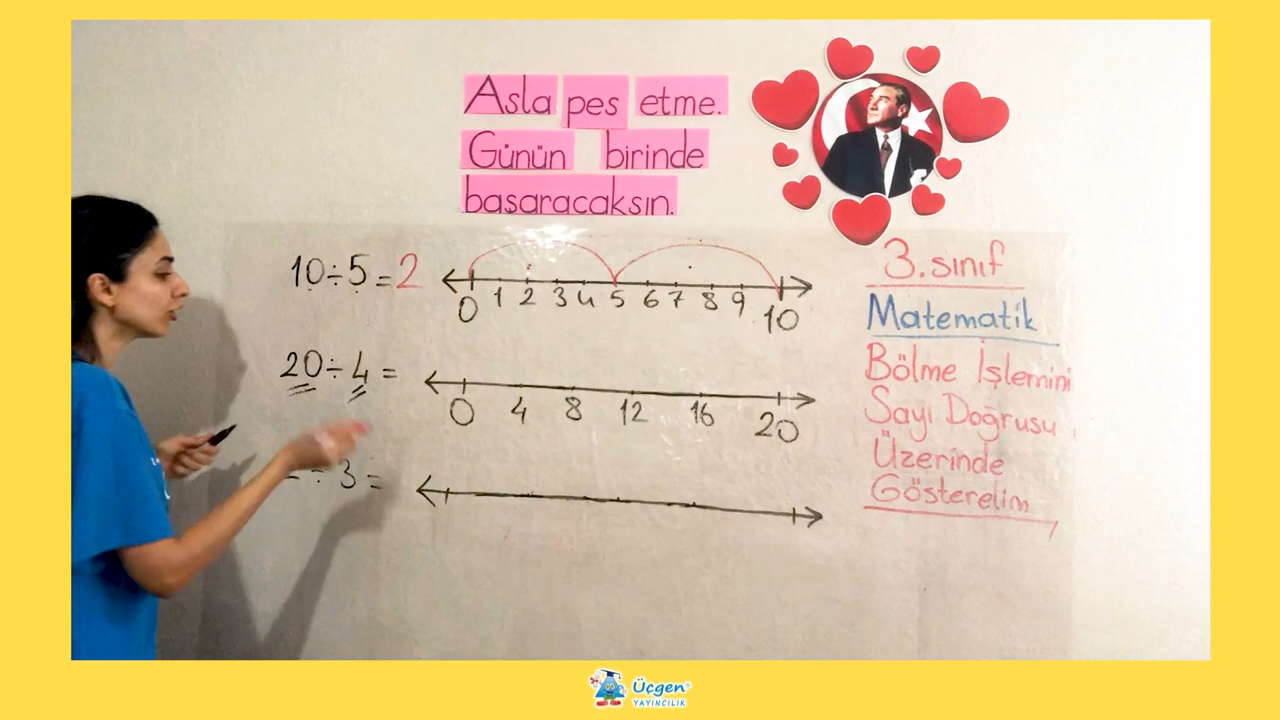 Asla pes etme.
Günün birinde
başaracaksın.
10÷5=2
0 1 2 3 4 5 6 7 8 9 10
20÷4=
0 4 8 12 16 20
÷3=
3.sınıf
Matematik
Bölme İşlemini
Sayı Doğrusu
Üzerinde
Gösterelim
Üçgen
YAYINCILIK